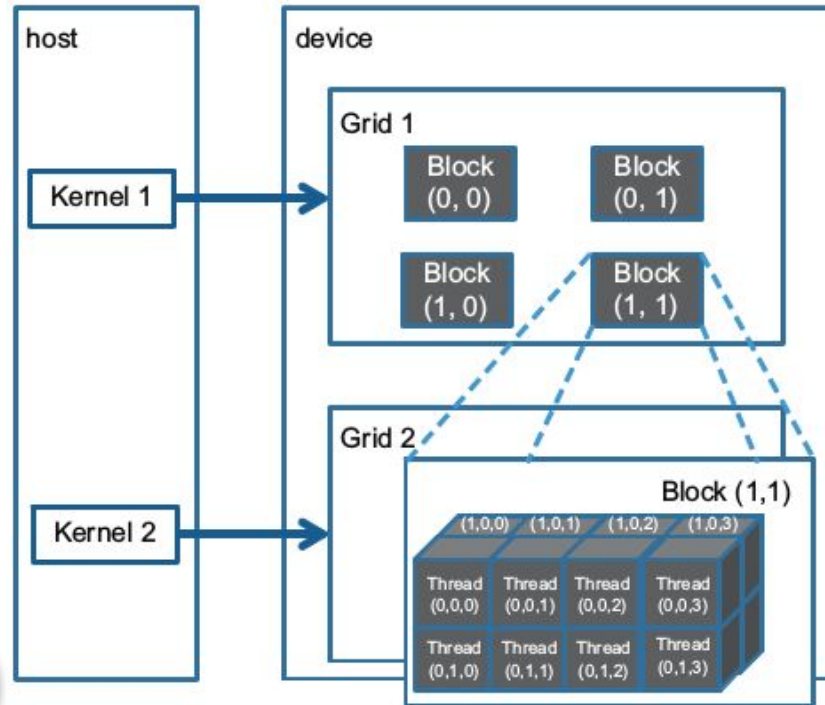 host
device
Grid 1
Kernel 1
Block
(0, 0)
Block
(0, 1)
Block
(1, 0)
Block
(1, 1)
Grid 2
Kernel 2
Block (1,1)
(1,0,0) (1,0,1) (1,0,2) (1,0,3)
Thread
(0,0,0)
Thread
(0,0,1)
Thread
(0,0,2)
Thread
(0,0,3)
Thread
(0,1,0)
Thread
(0,1,1)
Thread
(0,1,2)
Thread
(0,1,3)